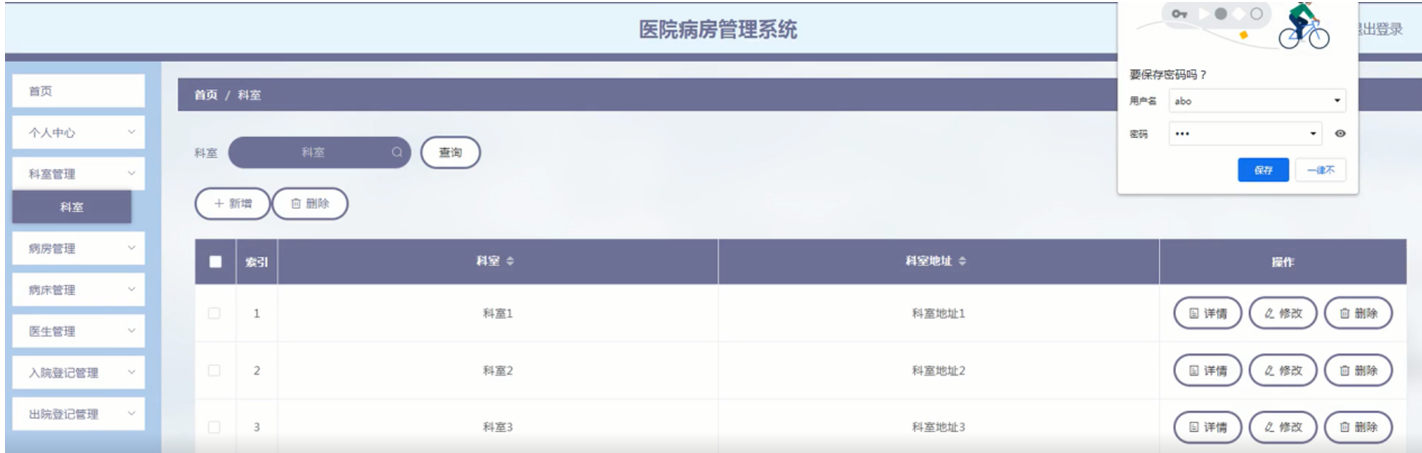 医院病房管理系统
出登录
要保存密码吗？
用户名 abo
密码 •••
保存 一律不
首页
个人中心
科室管理
科室
病房管理
病床管理
医生管理
入院登记管理
出院登记管理
首页 / 科室
科室 科室 查询
新增 删除
索引 科室 科室地址 操作
1 科室1 科室地址1 详情 修改 删除
2 科室2 科室地址2 详情 修改 删除
3 科室3 科室地址3 详情 修改 删除